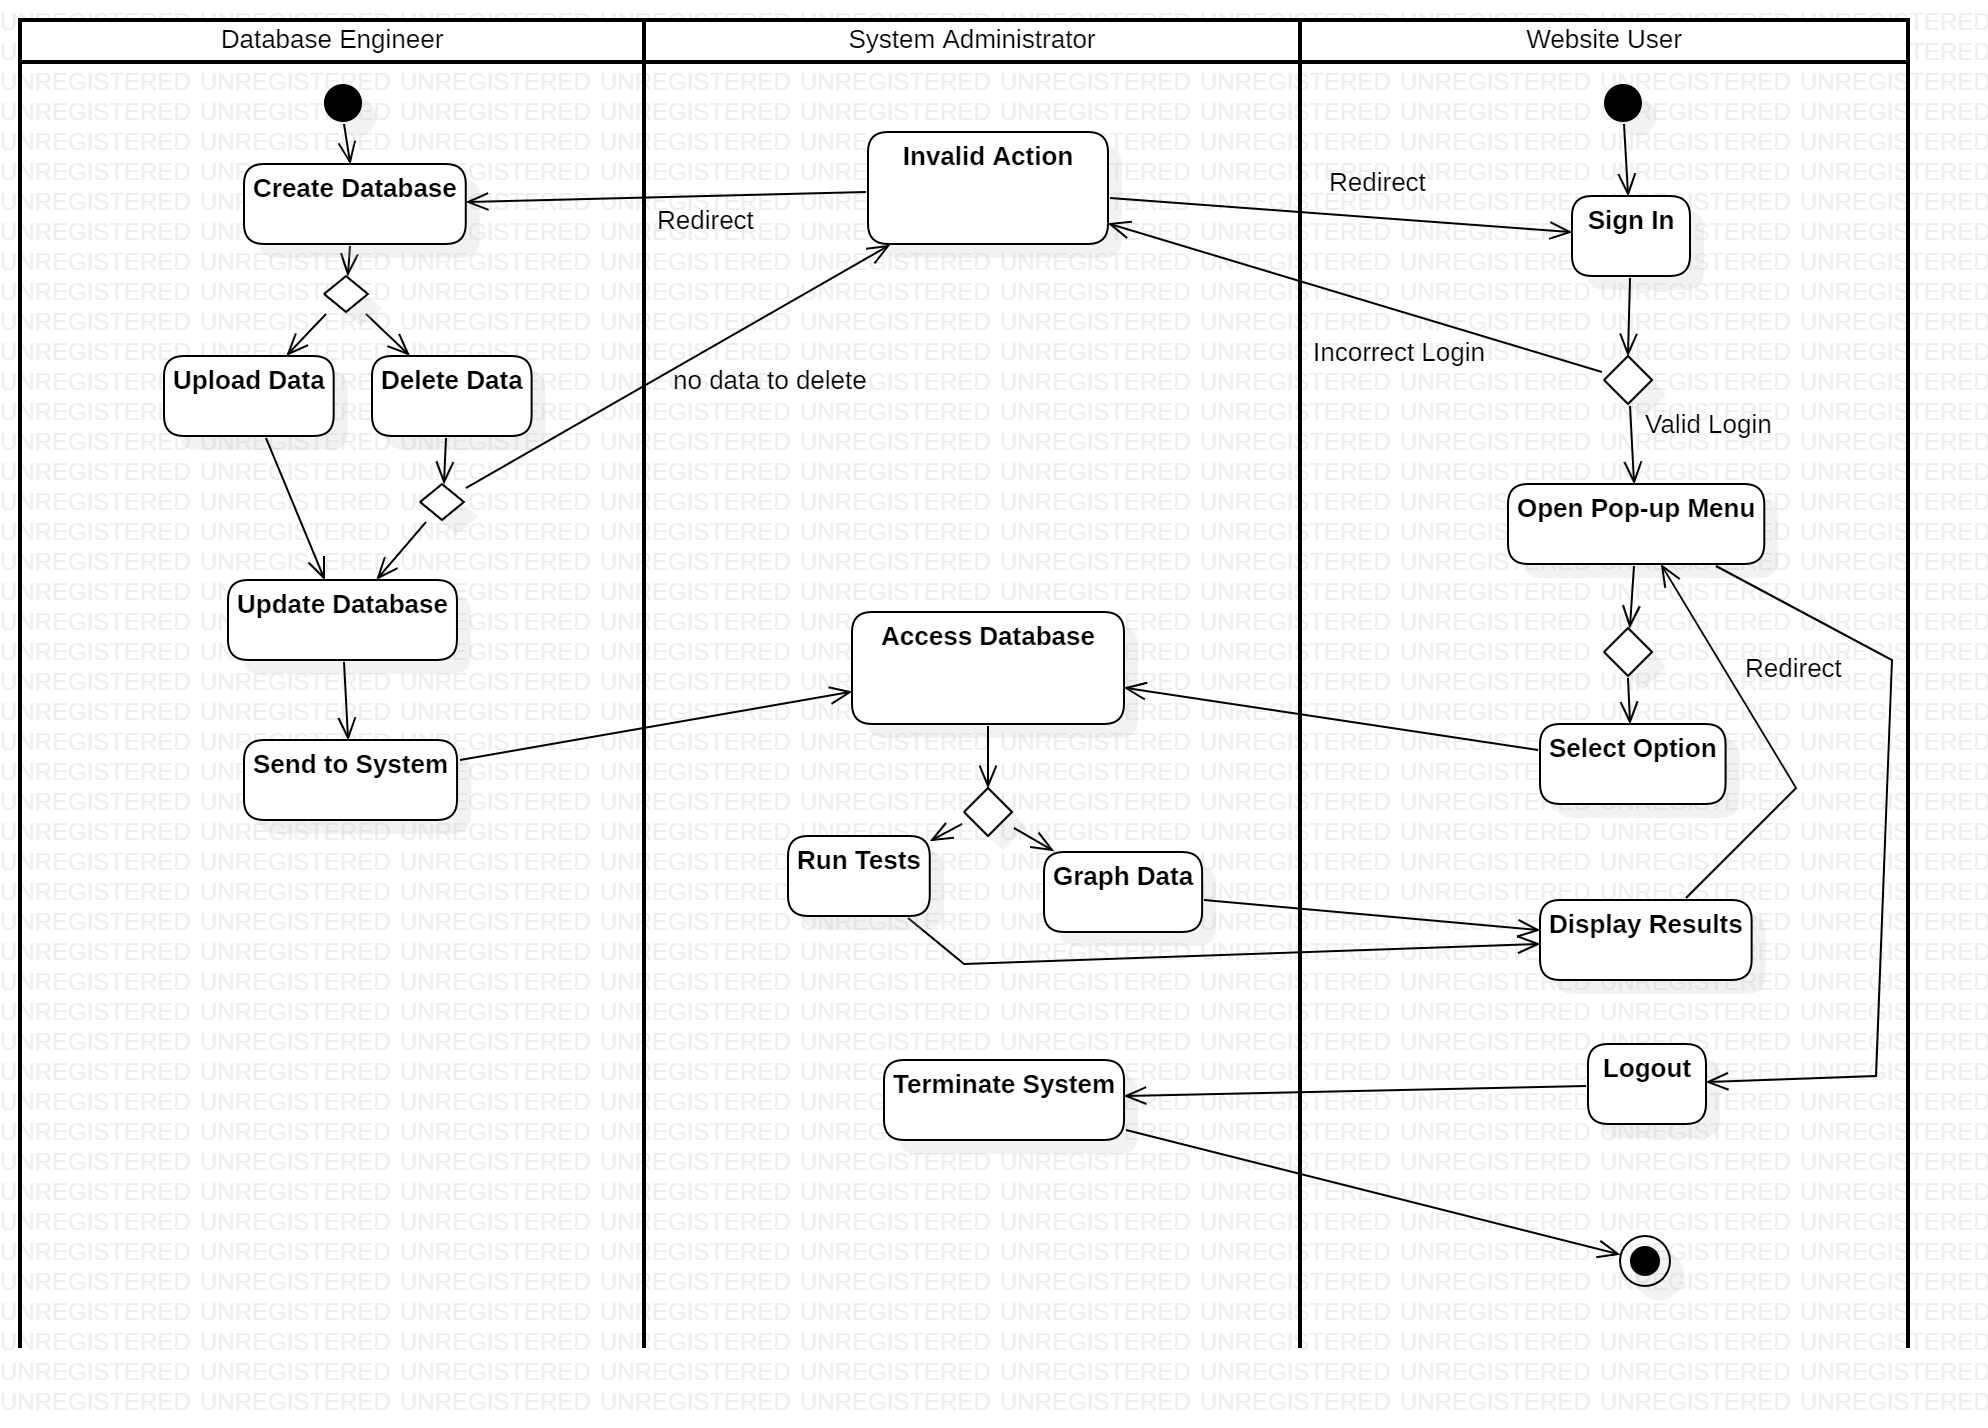 Database Engineer
System Administrator
Website User
Create Database
Invalid Action
Redirect
Sign In
Redirect
Upload Data
Delete Data
no data to delete
Incorrect Login
Valid Login
Open Pop-up Menu
Update Database
Access Database
Redirect
Send to System
Select Option
Run Tests
Graph Data
Display Results
Terminate System
Logout
UNREGISTERED